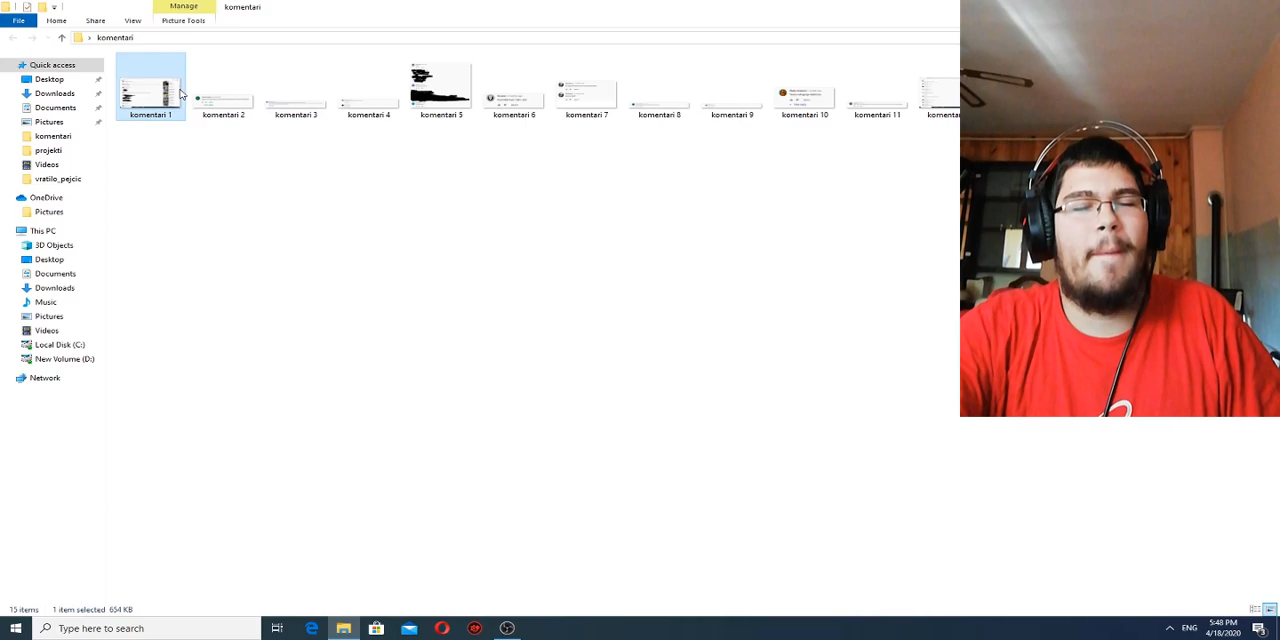 Manage
komentari
File
Home
Share
View
Picture Tools
komentari
Quick access
Desktop
Downloads
Documents
Pictures
komentari
projekti
Videos
vratilo_pejcic
OneDrive
Pictures
This PC
3D Objects
Desktop
Documents
Downloads
Music
Pictures
Videos
Local Disk (C:)
New Volume (D:)
Network
komentari 1
komentari 2
komentari 3
komentari 4
komentari 5
komentari 6
komentari 7
komentari 8
komentari 9
komentari 10
komentari 11
komentar
15 items
1 item selected 654 KB
Type here to search
ENG
5:48 PM
4/18/2020